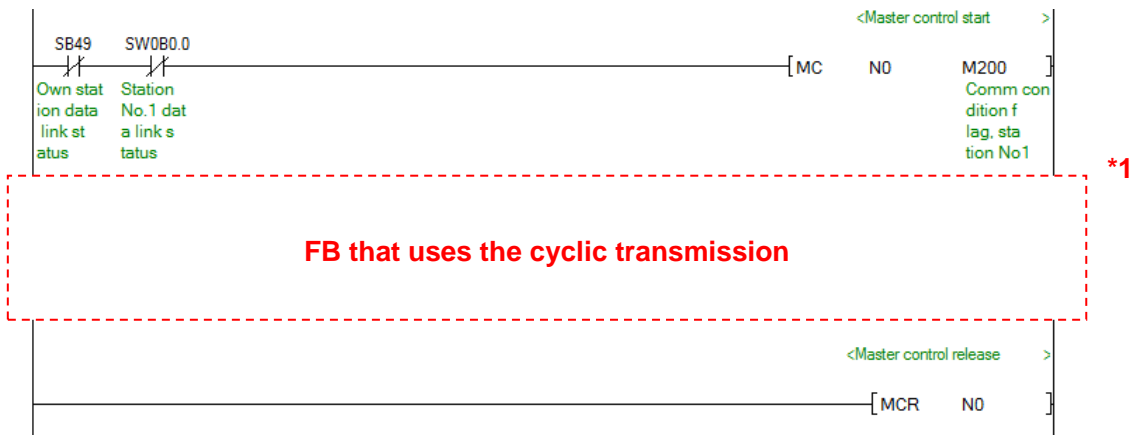 <Master control start >
SB49 SW0B0.0
MC N0 M200
Own stat Station Comm con
ion data No.1 dat dition f
link st a link s lag, sta
atus tatus tion No1
*1
FB that uses the cyclic transmission
<Master control release >
MCR N0